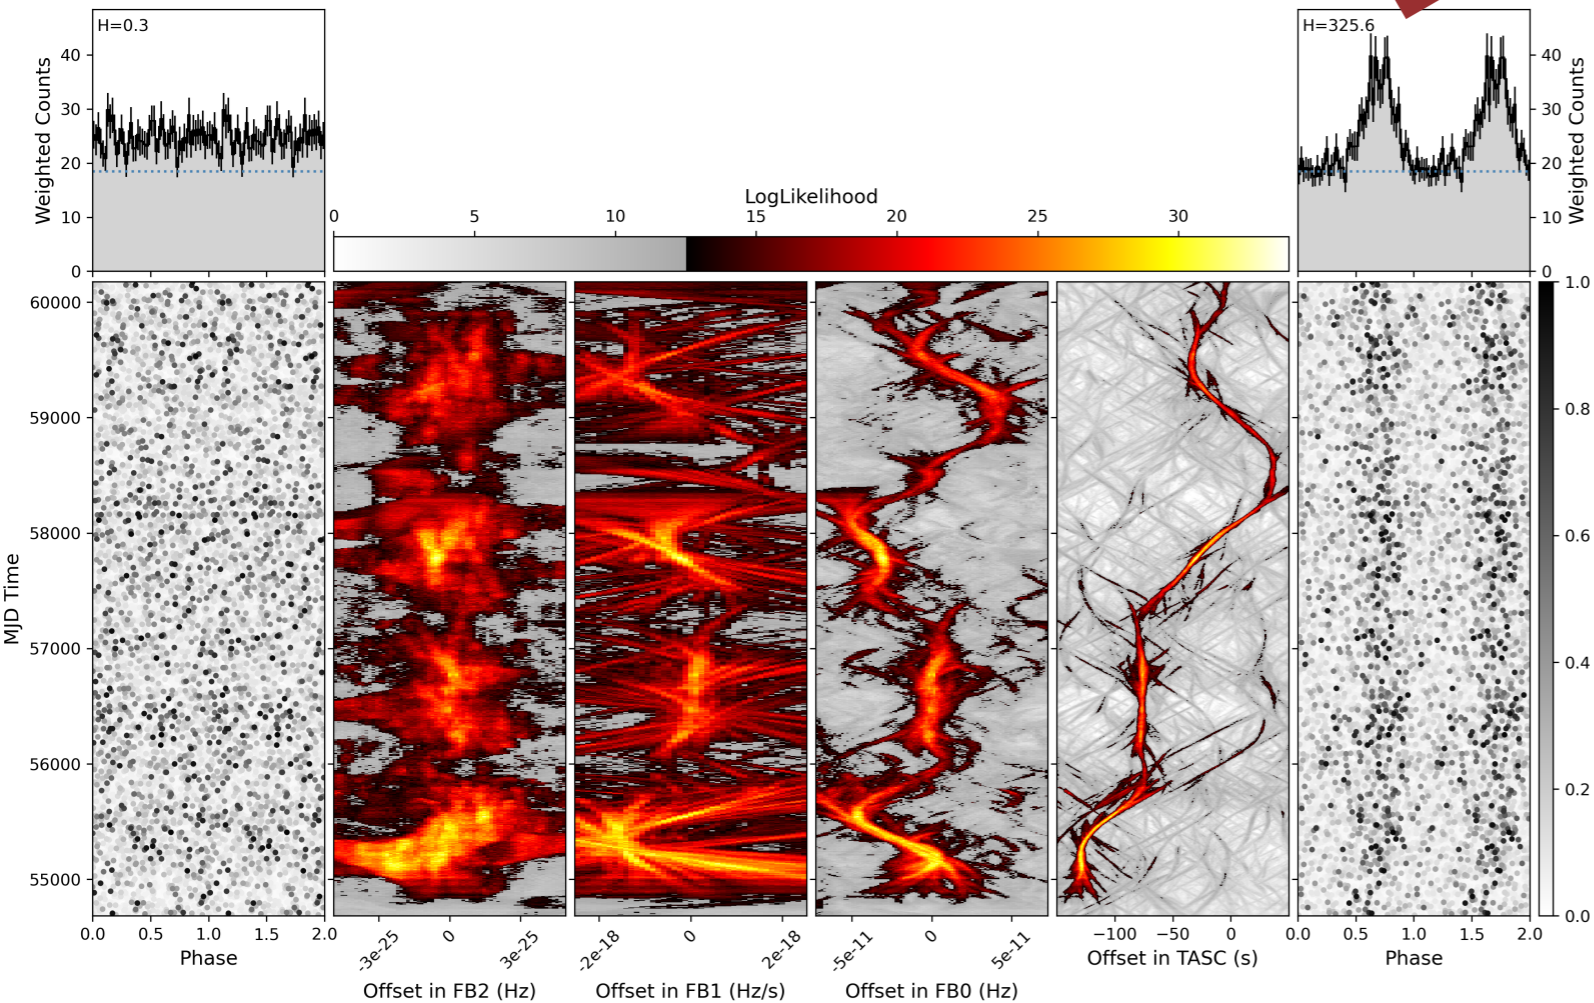 H=0.3
H=325.6
Weighted Counts
40
30
20
10
0
LogLikelihood
0 5 10 15 20 25 30
40
30
20
10
0
Weighted Counts
MJD Time
60000
59000
58000
57000
56000
55000
1.0
0.8
0.6
0.4
0.2
0.0
0.0 0.5 1.0 1.5 2.0
Phase
-3e-25 0 3e-25
Offset in FB2 (Hz)
-2e-18 0 2e-18
Offset in FB1 (Hz/s)
-5e-11 0 5e-11
Offset in FB0 (Hz)
−100 −50 0
Offset in TASC (s)
0.0 0.5 1.0 1.5 2.0
Phase